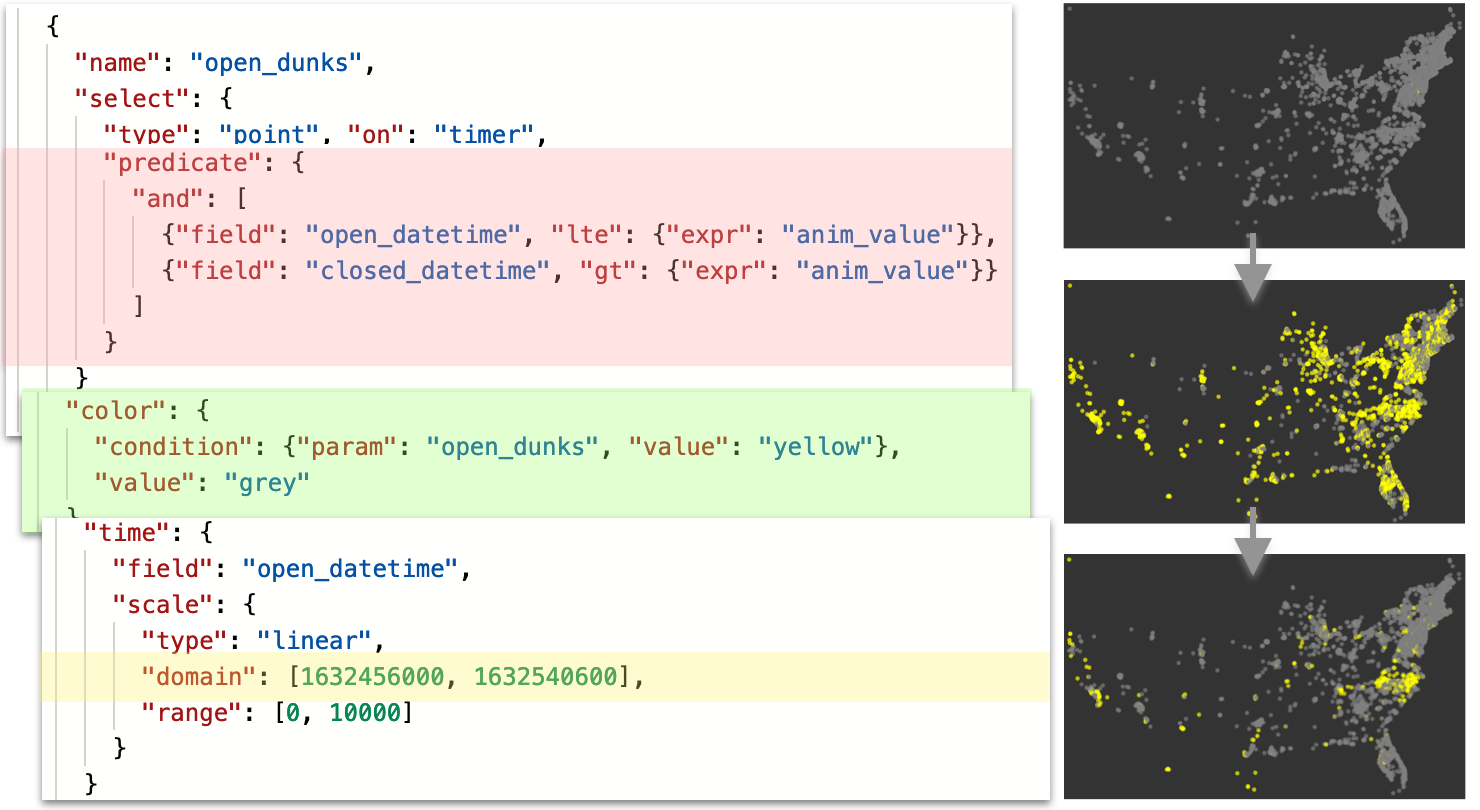 {
"name": "open_dunks",
"select": {
"type": "point", "on": "timer",
"predicate": {
"and": [
{"field": "open_datetime", "lte": {"expr": "anim_value"}},
{"field": "closed_datetime", "gt": {"expr": "anim_value"}}
]
}
}
"color": {
"condition": {"param": "open_dunks", "value": "yellow"},
"value": "grey"
}
"time": {
"field": "open_datetime",
"scale": {
"type": "linear",
"domain": [1632456000, 1632540600],
"range": [0, 10000]
}
}